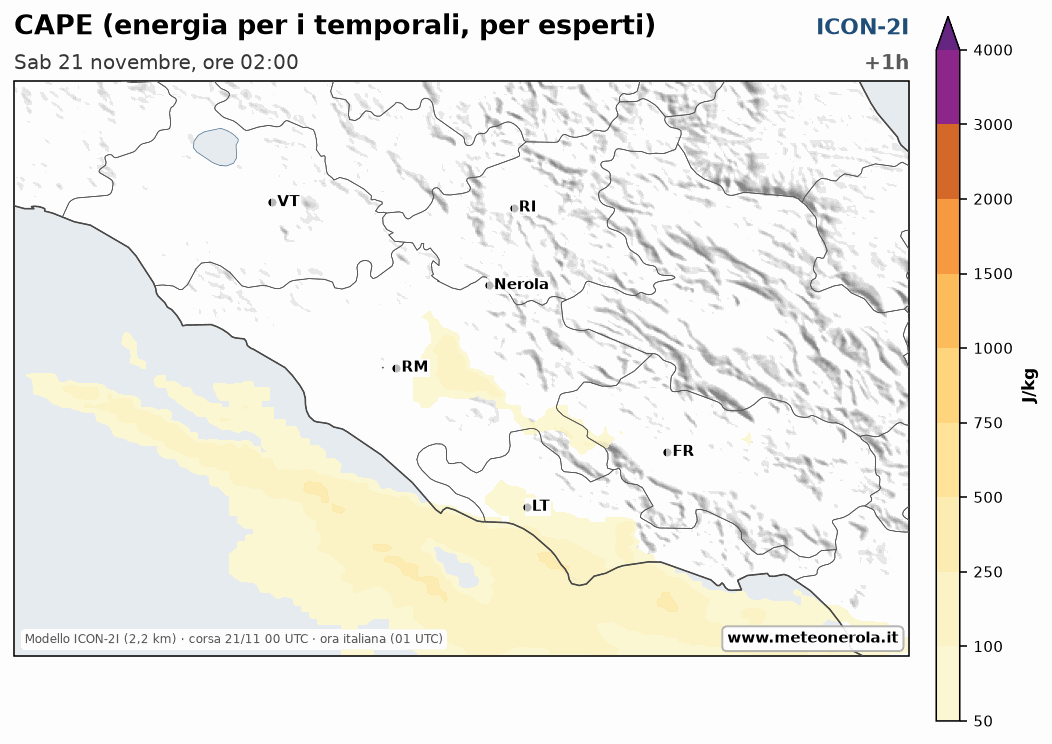 CAPE (energia per i temporali, per esperti)
ICON-2I
Sab 21 novembre, ore 02:00
+1h
4000
3000
2000
1500
1000
750
500
250
100
50
J/kg
VT
RI
Nerola
RM
FR
LT
Modello ICON-2I (2,2 km) · corsa 21/11 00 UTC · ora italiana (01 UTC)
www.meteonerola.it